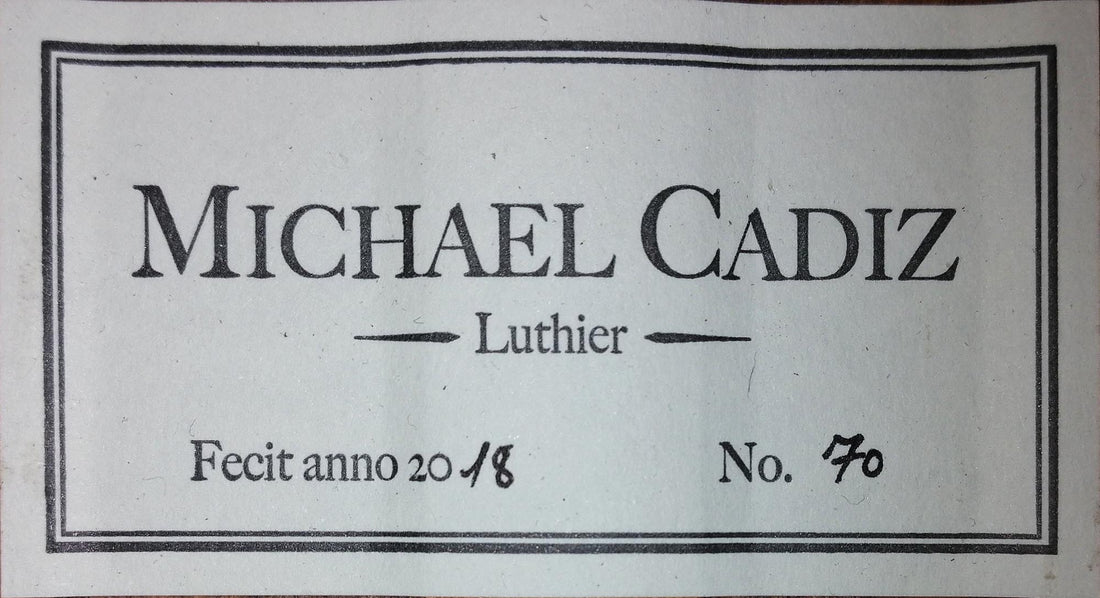 MICHAEL CADIZ
Luthier
Fecit anno 2018 No. 70